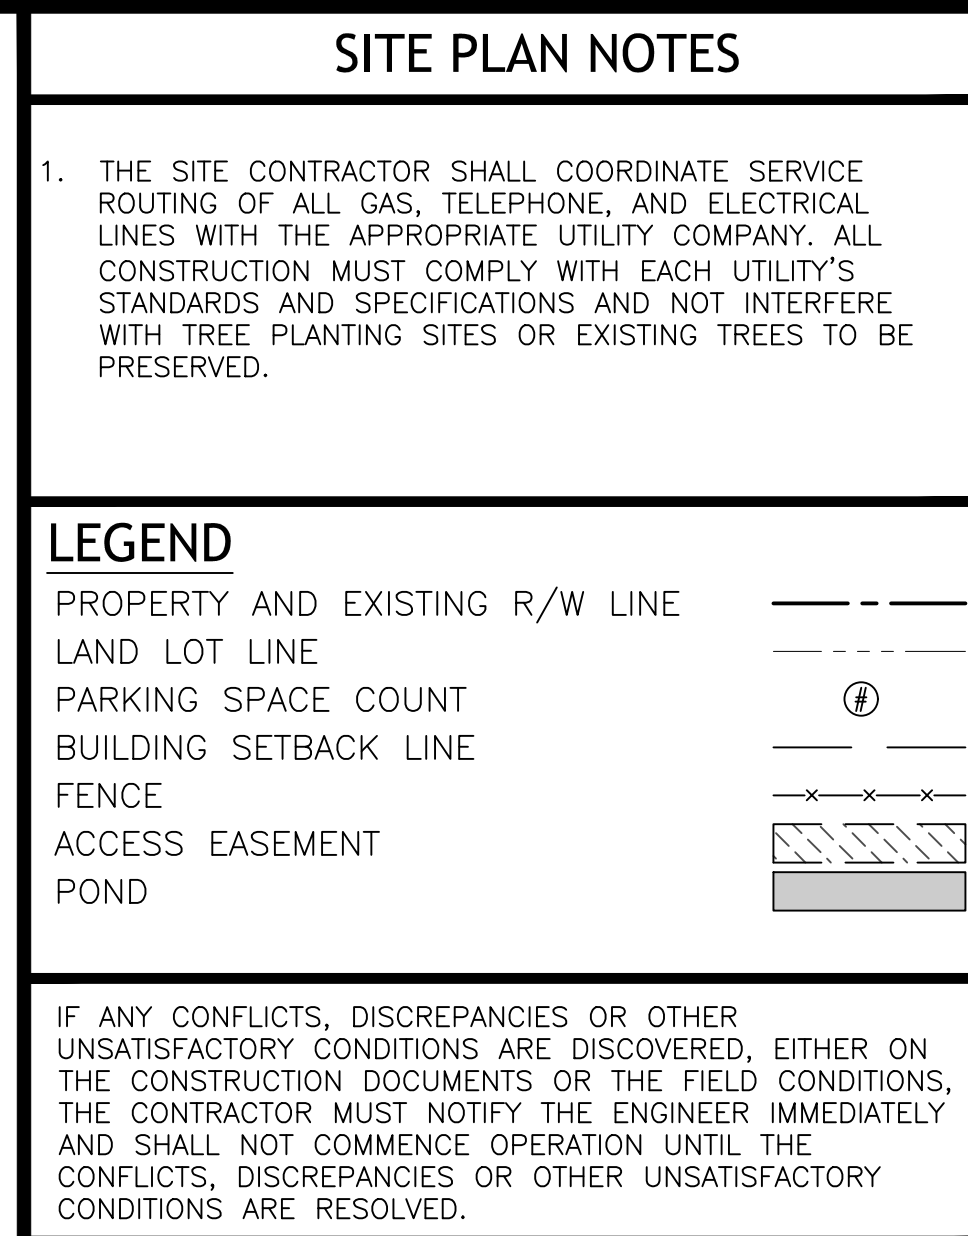 SITE PLAN NOTES
1. THE SITE CONTRACTOR SHALL COORDINATE SERVICE
ROUTING OF ALL GAS, TELEPHONE, AND ELECTRICAL
LINES WITH THE APPROPRIATE UTILITY COMPANY. ALL
CONSTRUCTION MUST COMPLY WITH EACH UTILITY'S
STANDARDS AND SPECIFICATIONS AND NOT INTERFERE
WITH TREE PLANTING SITES OR EXISTING TREES TO BE
PRESERVED.
LEGEND
PROPERTY AND EXISTING R/W LINE
LAND LOT LINE
PARKING SPACE COUNT #
BUILDING SETBACK LINE
FENCE
ACCESS EASEMENT
POND
IF ANY CONFLICTS, DISCREPANCIES OR OTHER
UNSATISFACTORY CONDITIONS ARE DISCOVERED, EITHER ON
THE CONSTRUCTION DOCUMENTS OR THE FIELD CONDITIONS,
THE CONTRACTOR MUST NOTIFY THE ENGINEER IMMEDIATELY
AND SHALL NOT COMMENCE OPERATION UNTIL THE
CONFLICTS, DISCREPANCIES OR OTHER UNSATISFACTORY
CONDITIONS ARE RESOLVED.